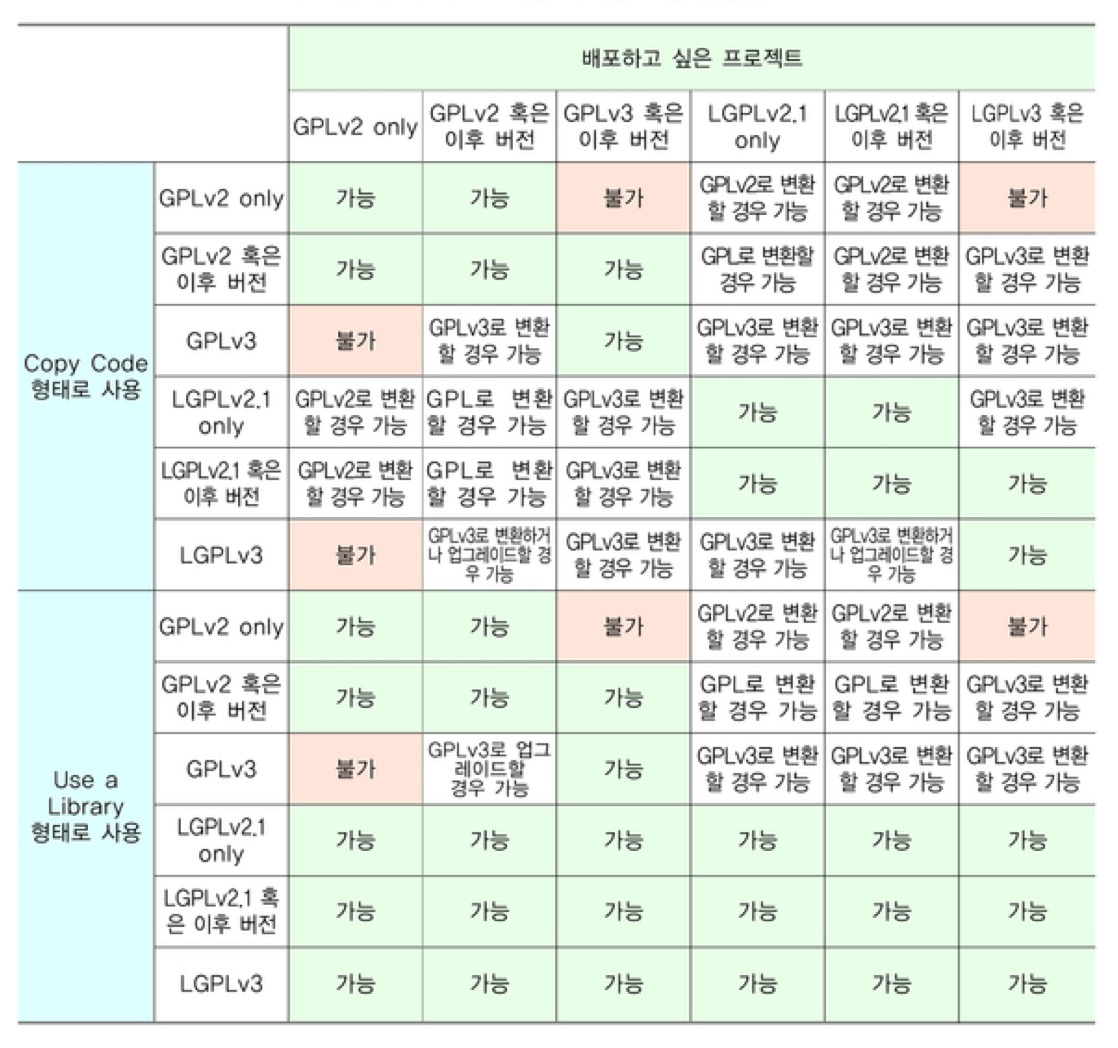 배포하고 싶은 프로젝트
GPLv2 only
GPLv2 혹은
이후 버전
GPLv3 혹은
이후 버전
LGPLv2.1
only
LGPLv2.1 혹은
이후 버전
LGPLv3 혹은
이후 버전
Copy Code
형태로 사용
GPLv2 only
가능
가능
불가
GPLv2로 변환
할 경우 가능
GPLv2로 변환
할 경우 가능
불가
GPLv2 혹은
이후 버전
가능
가능
가능
GPL로 변환할
경우 가능
GPLv2로 변환
할 경우 가능
GPLv3로 변환
할 경우 가능
GPLv3
불가
GPLv3로 변환
할 경우 가능
가능
GPLv3로 변환
할 경우 가능
GPLv3로 변환
할 경우 가능
GPLv3로 변환
할 경우 가능
LGPLv2.1
only
GPLv2로 변환
할 경우 가능
GPL로 변환
할 경우 가능
GPLv3로 변환
할 경우 가능
가능
가능
GPLv3로 변환
할 경우 가능
LGPLv2.1 혹은
이후 버전
GPLv2로 변환
할 경우 가능
GPL로 변환
할 경우 가능
GPLv3로 변환
할 경우 가능
가능
가능
가능
LGPLv3
불가
GPLv3로 변환하거
나 업그레이드할 경
우 가능
GPLv3로 변환
할 경우 가능
GPLv3로 변환
할 경우 가능
GPLv3로 변환하거
나 업그레이드할 경
우 가능
가능
Use a
Library
형태로 사용
GPLv2 only
가능
가능
불가
GPLv2로 변환
할 경우 가능
GPLv2로 변환
할 경우 가능
불가
GPLv2 혹은
이후 버전
가능
가능
가능
GPL로 변환
할 경우 가능
GPL로 변환
할 경우 가능
GPLv3로 변환
할 경우 가능
GPLv3
불가
GPLv3로 업그
레이드할
경우 가능
가능
GPLv3로 변환
할 경우 가능
GPLv3로 변환
할 경우 가능
GPLv3로 변환
할 경우 가능
LGPLv2.1
only
가능
가능
가능
가능
가능
가능
LGPLv2.1 혹
은 이후 버전
가능
가능
가능
가능
가능
가능
LGPLv3
가능
가능
가능
가능
가능
가능